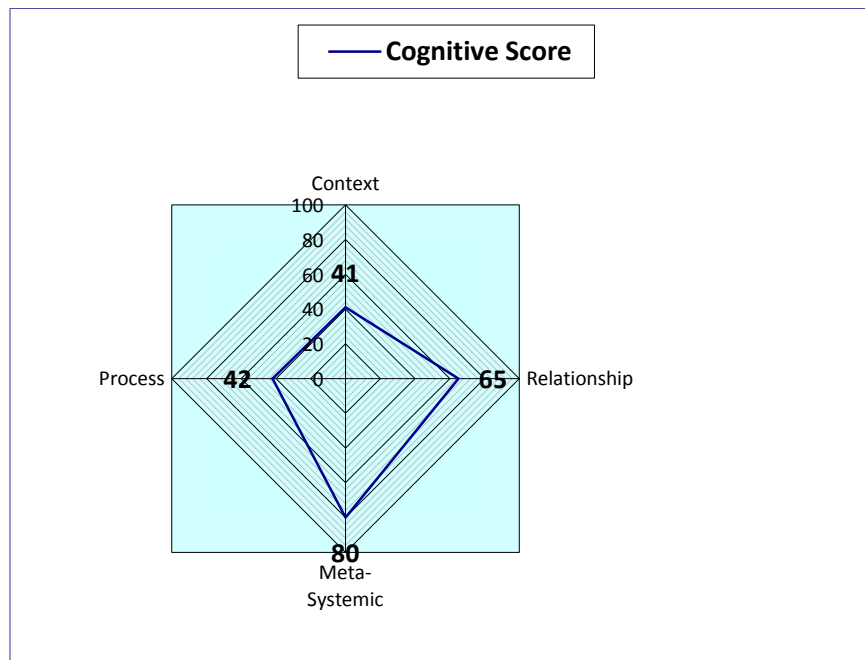 Cognitive Score
Context
100
80
60
41
40
20
0
Process
42
65
Relationship
80
Meta-
Systemic